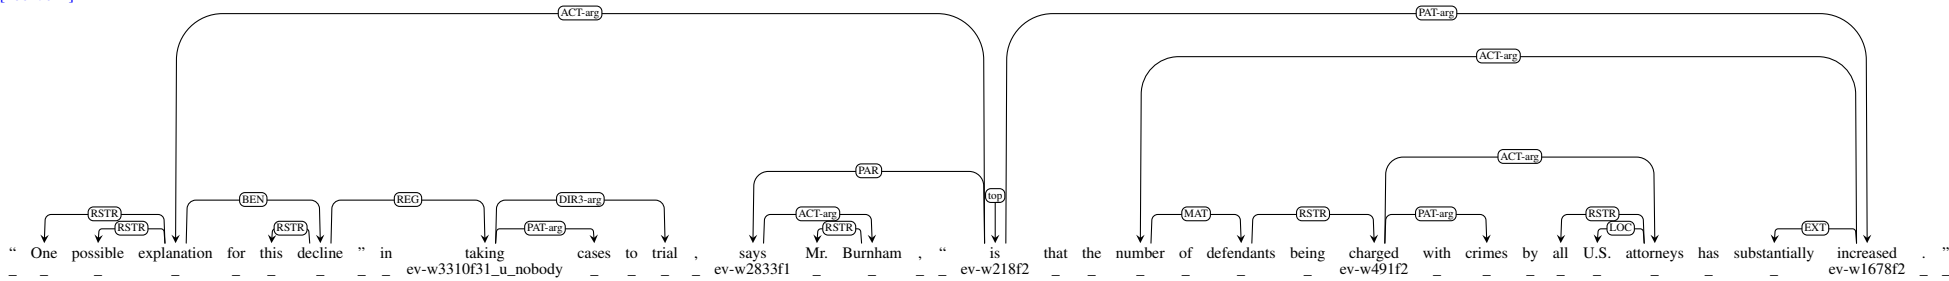 ACT-arg PAT-arg
ACT-arg
ACT-arg
PAR
top
BEN REG DIR3-arg
RSTR ACT-arg MAT RSTR PAT-arg RSTR
RSTR RSTR PAT-arg RSTR LOC EXT
“ One possible explanation for this decline ” in taking cases to trial , says Mr. Burnham , “ is that the number of defendants being charged with crimes by all U.S. attorneys has substantially increased . ”
_ _ _ _ _ _ _ _ _ ev-w3310f31_u_nobody _ _ _ _ ev-w2833f1 _ _ _ _ ev-w218f2 _ _ _ _ _ _ ev-w491f2 _ _ _ _ _ _ _ _ ev-w1678f2 _ _